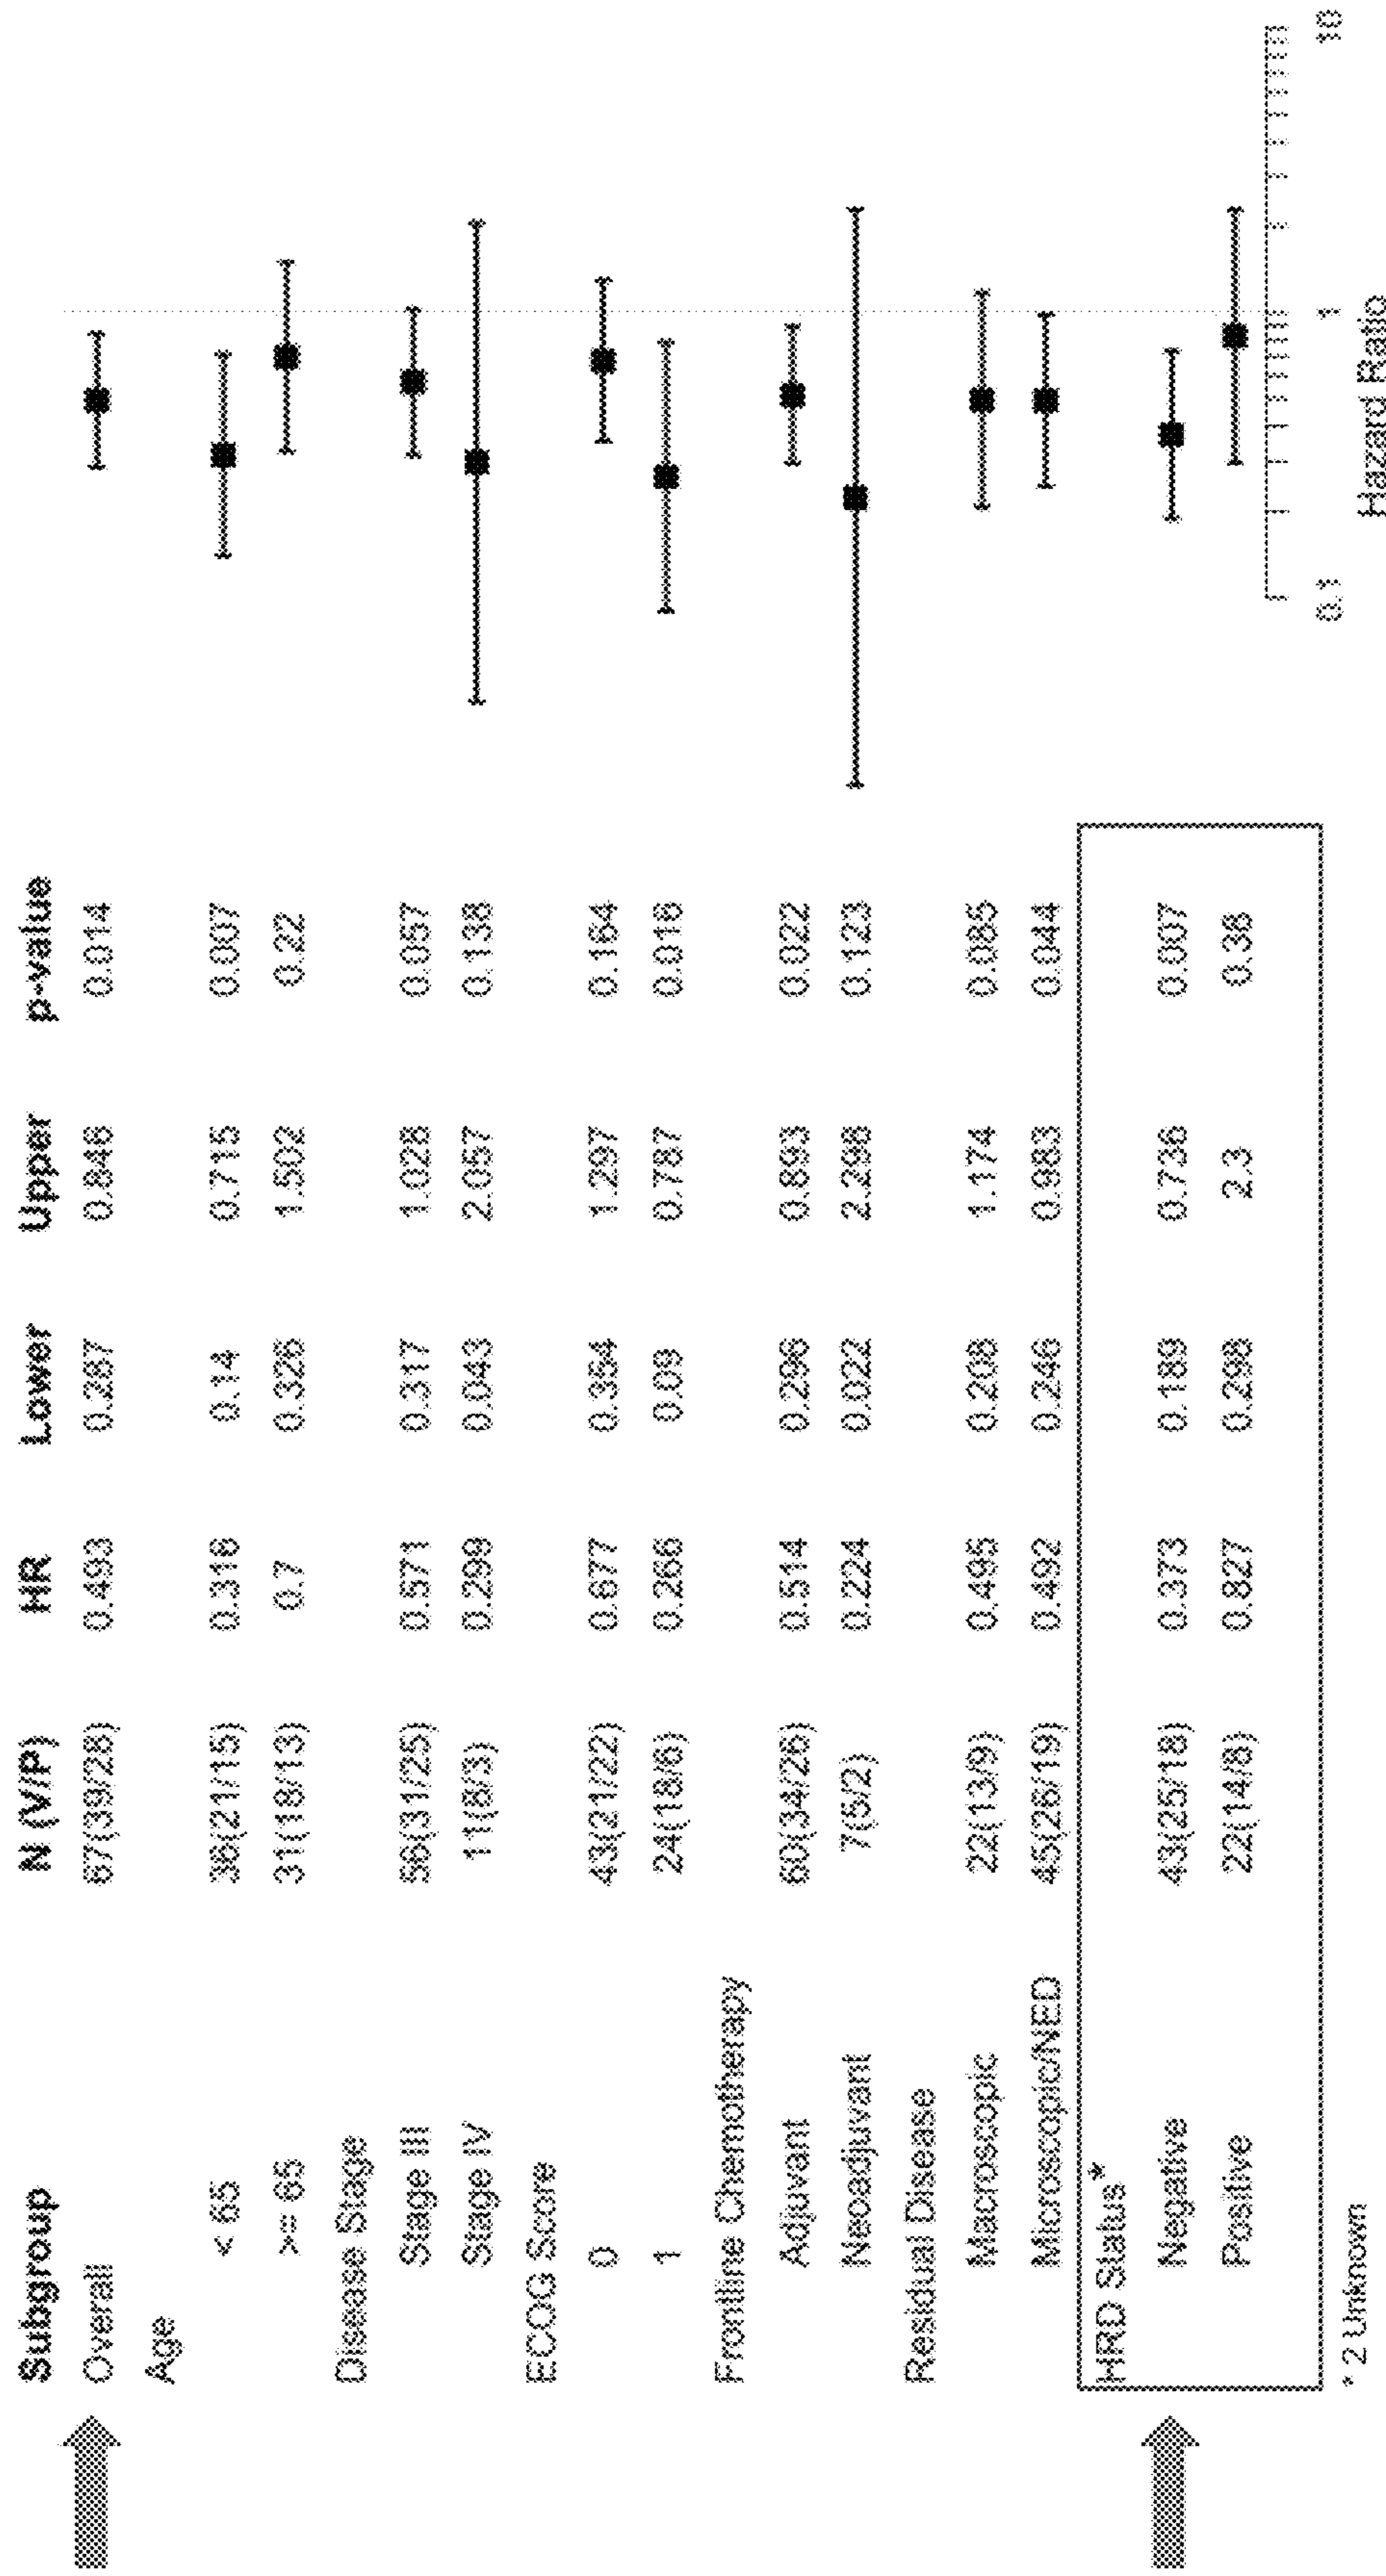 Subgroup N (V/P) HR Lower Upper p-value
Overall 67(39/28) 0.493 0.287 0.846 0.014
Age
< 65 36(21/15) 0.316 0.14 0.715 0.007
>= 65 31(18/13) 0.7 0.326 1.502 0.22
Disease Stage
Stage III 56(31/25) 0.571 0.317 1.028 0.057
Stage IV 11(8/3) 0.299 0.043 2.057 0.138
ECOG Score
0 43(21/22) 0.677 0.354 1.297 0.164
1 24(18/6) 0.266 0.09 0.787 0.016
Frontline Chemotherapy
Adjuvant 60(34/26) 0.514 0.296 0.893 0.022
Neoadjuvant 7(5/2) 0.224 0.022 2.298 0.123
Residual Disease
Macroscopic 22(13/9) 0.495 0.208 1.174 0.085
Microscopic/NED 45(26/19) 0.492 0.246 0.983 0.044
HRD Status*
Negative 43(25/18) 0.373 0.189 0.736 0.007
Positive 22(14/8) 0.827 0.298 2.3 0.36
* 2 Unknown
0.1 1 10
Hazard Ratio